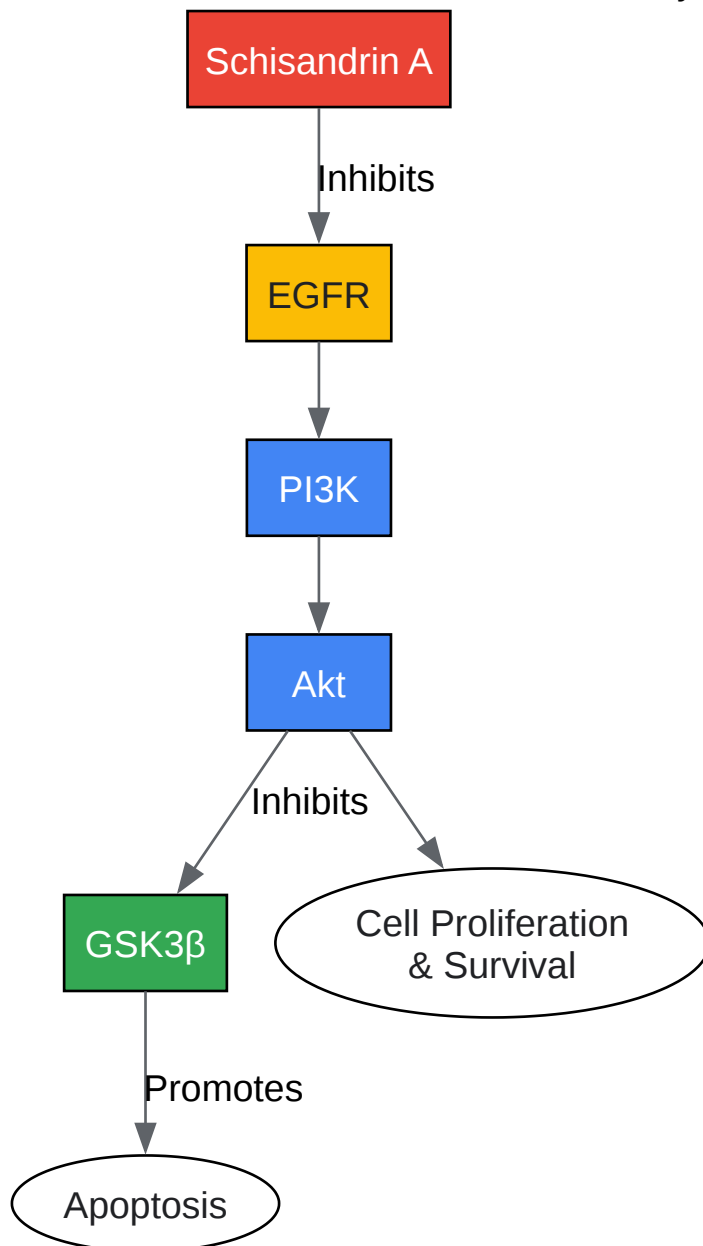 Schisandrin A
Inhibits
EGFR
PI3K
Akt
Inhibits
GSK3β
Cell Proliferation
& Survival
Promotes
Apoptosis